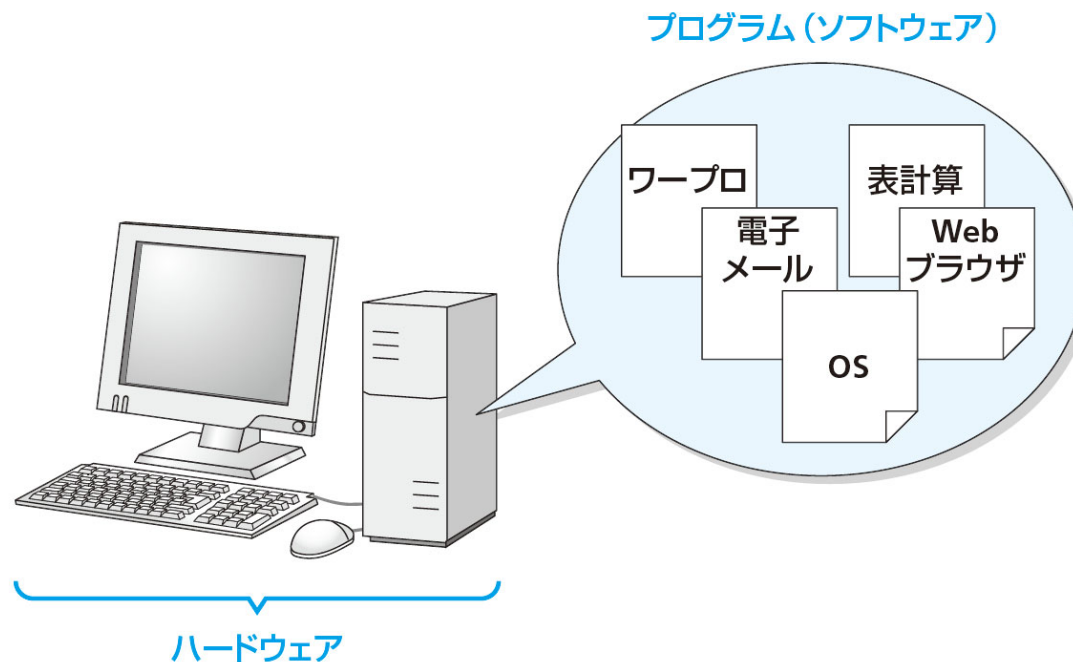 プログラム（ソフトウェア）
ワープロ
表計算
電子
メール
Web
ブラウザ
OS
ハードウェア